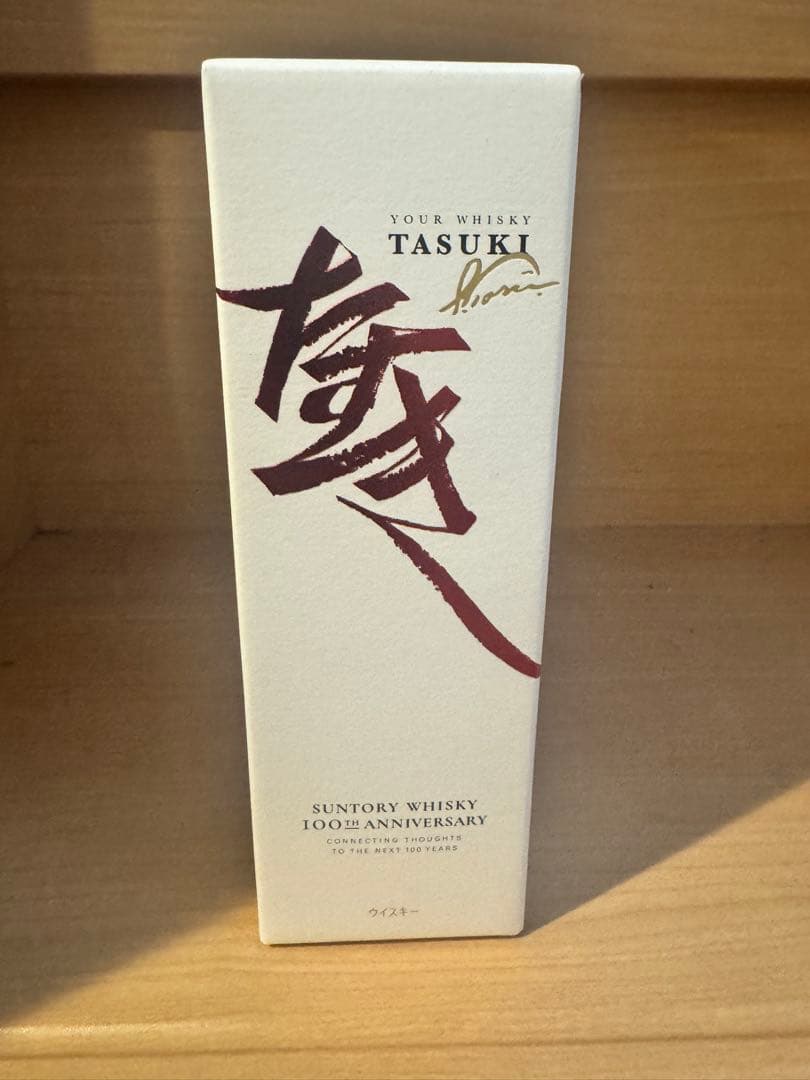 YOUR WHISKY
TASUKI
たすき
SUNTORY WHISKY
100TH ANNIVERSARY
CONNECTING THOUGHTS
TO THE NEXT 100 YEARS
ウイスキー